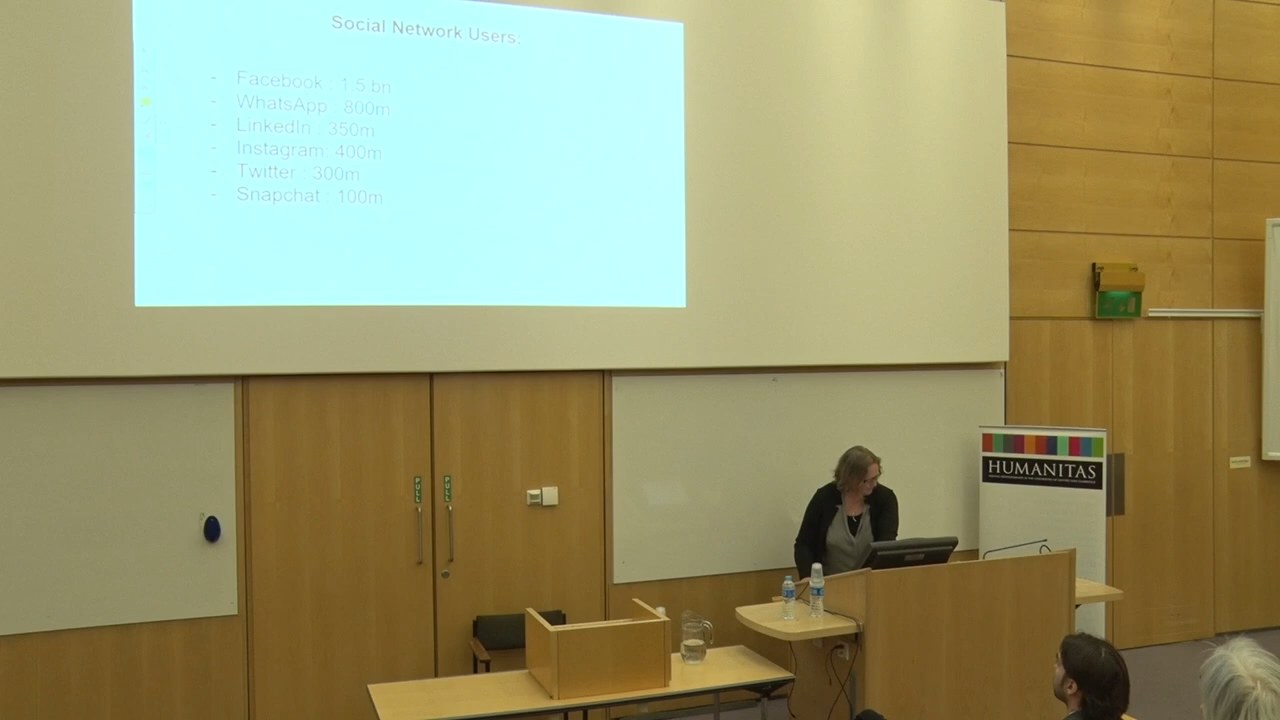 Social Network Users:
- Facebook : 1.5 bn
- WhatsApp : 800m
- LinkedIn : 350m
- Instagram: 400m
- Twitter : 300m
- Snapchat : 100m
PULL
PULL
HUMANITAS